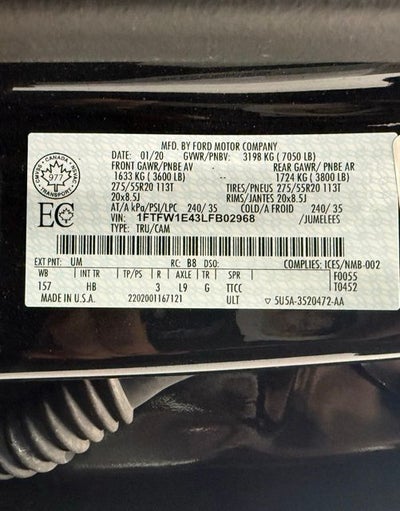 MFD. BY FORD MOTOR COMPANY
DATE: 01/20 GVWR/PNBV: 3198 KG ( 7050 LB)
FRONT GAWR/PNBE AV REAR GAWR/ PNBE AR
1633 KG ( 3600 LB) 1724 KG ( 3800 LB)
275/55R20 113T TIRES/PNEUS 275/55R20 113T
20x8.5J RIMS/JANTES 20x8.5J
AT/A kPa/PSI/LPC 240/ 35 COLD/A FROID 240/ 35
VIN: 1FTFW1E43LFB02968 /JUMELEES
TYPE: TRU/CAM
CANADA
977
TRANSPORT
EC
EXT PNT: UM RC: B8 DSO: COMPLIES: ICES/NMB-002
WB TP/PS R AXLE TR SPR F0055
157 HB 3 L9 G TTCC T0452
MADE IN U.S.A. 2202001167121 ULT 5U5A-3520472-AA